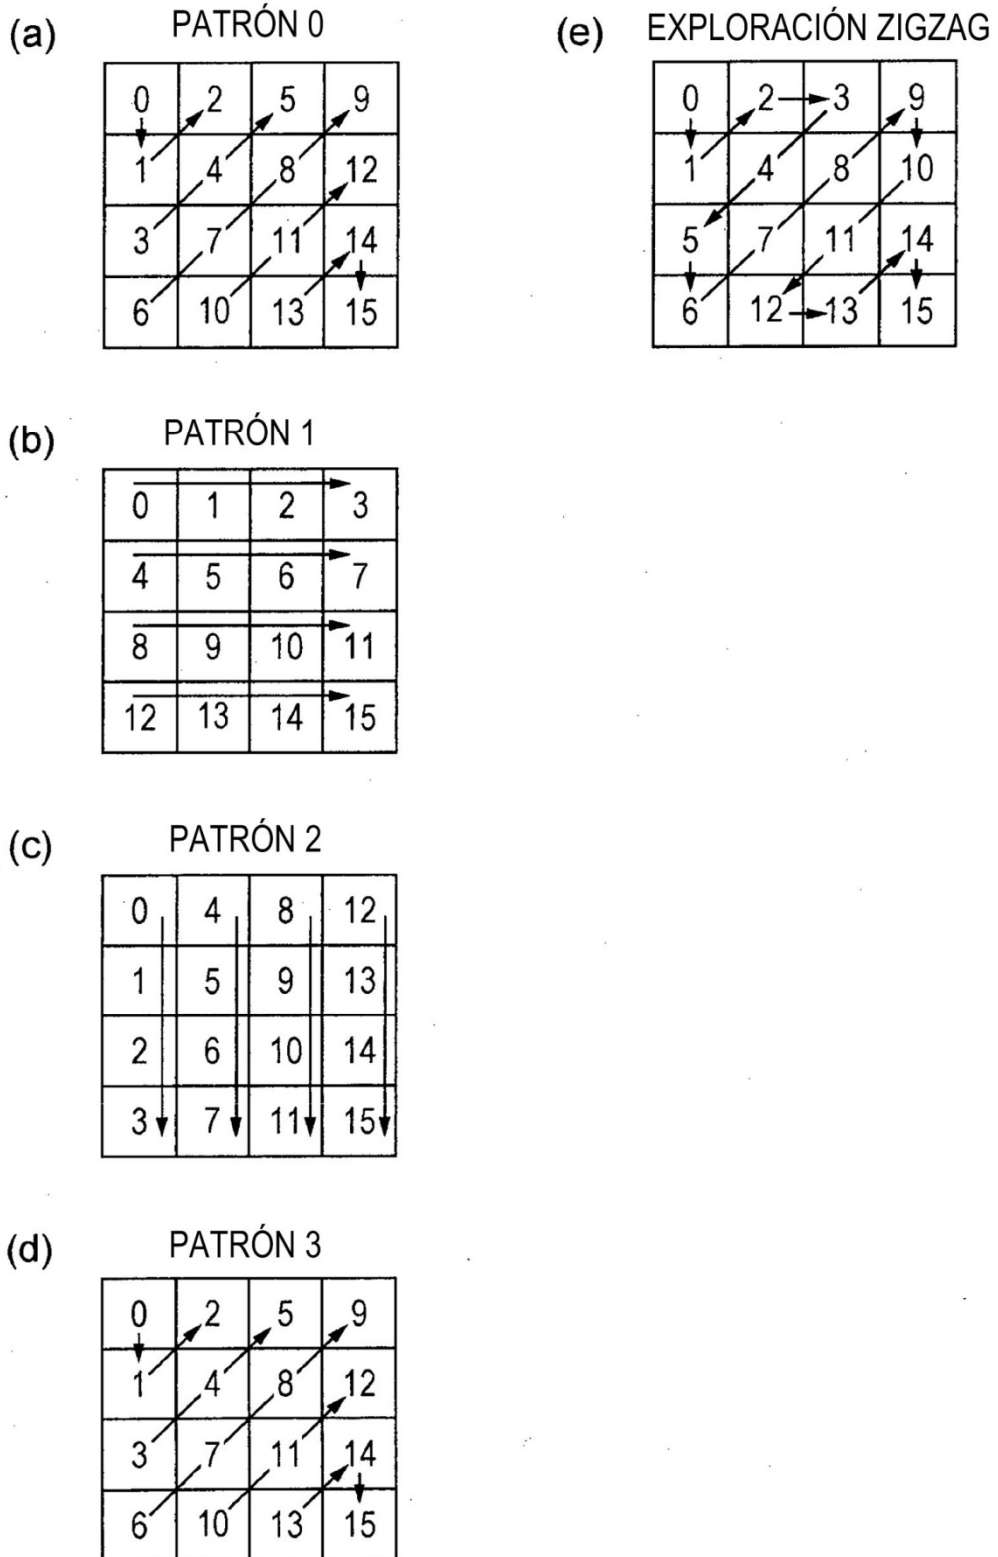 (a) PATRÓN 0
0 2 5 9
1 4 8 12
3 7 11 14
6 10 13 15
(e) EXPLORACIÓN ZIGZAG
0 2 3 9
1 4 8 10
5 7 11 14
6 12 13 15
(b) PATRÓN 1
0 1 2 3
4 5 6 7
8 9 10 11
12 13 14 15
(c) PATRÓN 2
0 4 8 12
1 5 9 13
2 6 10 14
3 7 11 15
(d) PATRÓN 3
0 2 5 9
1 4 8 12
3 7 11 14
6 10 13 15